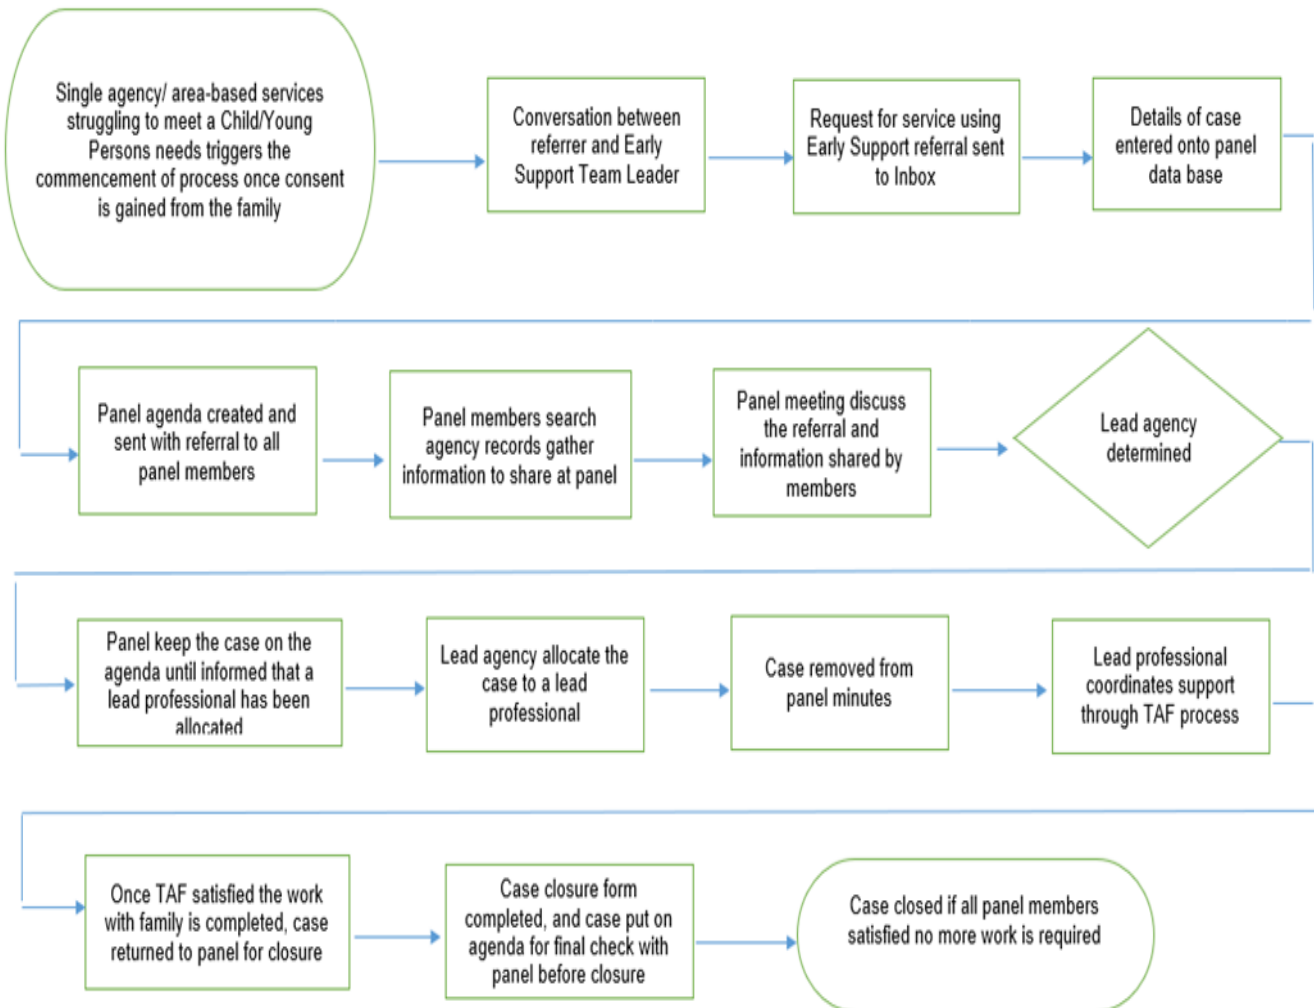 Single agency/ area-based services
struggling to meet a Child/Young
Persons needs triggers the
commencement of process once consent
is gained from the family
Conversation between
referrer and Early
Support Team Leader
Request for service using
Early Support referral sent
to Inbox
Details of case
entered onto panel
data base
Panel agenda created and
sent with referral to all
panel members
Panel members search
agency records gather
information to share at panel
Panel meeting discuss
the referral and
information shared by
members
Lead agency
determined
Panel keep the case on the
agenda until informed that a
lead professional has been
allocated
Lead agency allocate the
case to a lead
professional
Case removed from
panel minutes
Lead professional
coordinates support
through TAF process
Once TAF satisfied the work
with family is completed, case
returned to panel for closure
Case closure form
completed, and case put on
agenda for final check with
panel before closure
Case closed if all panel members
satisfied no more work is required